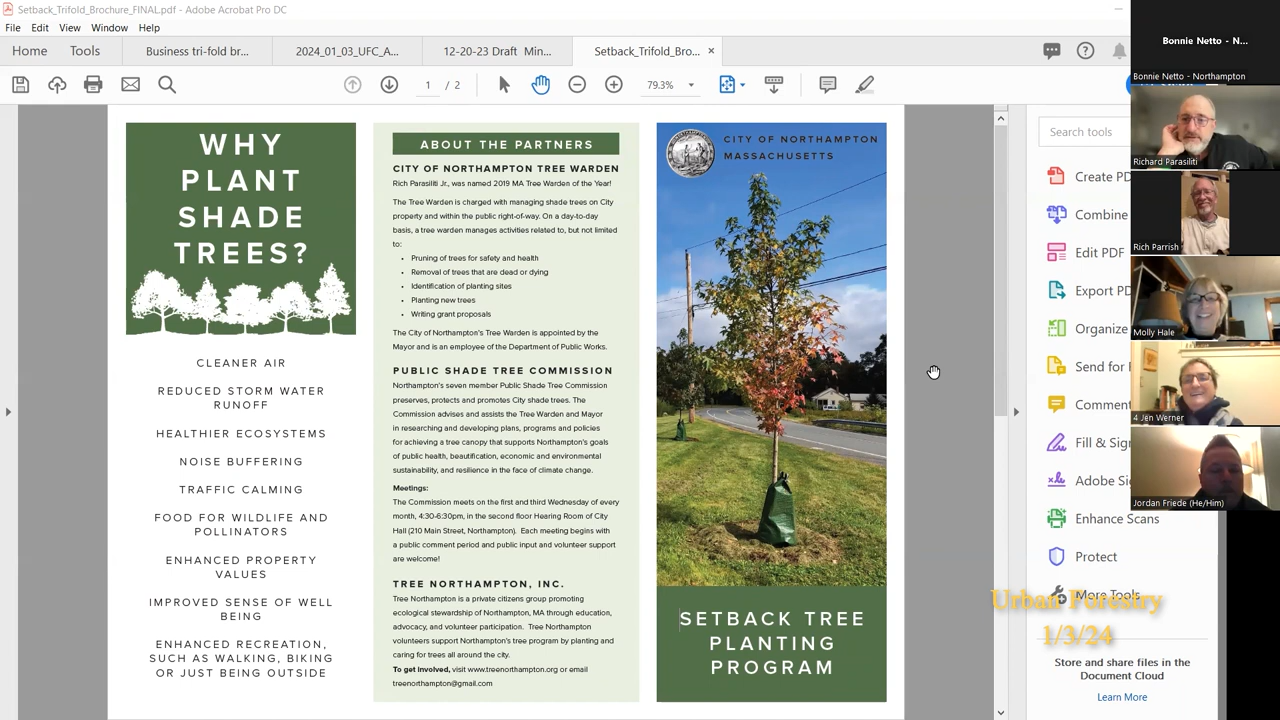 Setback_Trifold_Brochure_FINAL.pdf - Adobe Acrobat Pro DC
File Edit View Window Help
Home Tools Business tri-fold br... 2024_01_03_UFC_A... 12-20-23 Draft Min... Setback_Trifold_Bro... ×
1 / 2 79.3%
WHY
PLANT
SHADE
TREES?
CLEANER AIR
REDUCED STORM WATER
RUNOFF
HEALTHIER ECOSYSTEMS
NOISE BUFFERING
TRAFFIC CALMING
FOOD FOR WILDLIFE AND
POLLINATORS
ENHANCED PROPERTY
VALUES
IMPROVED SENSE OF WELL
BEING
ENHANCED RECREATION,
SUCH AS WALKING, BIKING
OR JUST BEING OUTSIDE
ABOUT THE PARTNERS
CITY OF NORTHAMPTON TREE WARDEN
Rich Parasiliti Jr., was named 2019 MA Tree Warden of the Year!
The Tree Warden is charged with managing shade trees on City
property and within the public right-of-way. On a day-to-day
basis, a tree warden manages activities related to, but not limited
to:
• Pruning of trees for safety and health
• Removal of trees that are dead or dying
• Identification of planting sites
• Planting new trees
• Writing grant proposals
The City of Northampton's Tree Warden is appointed by the
Mayor and is an employee of the Department of Public Works.
PUBLIC SHADE TREE COMMISSION
Northampton's seven member Public Shade Tree Commission
preserves, protects and promotes City shade trees. The
Commission advises and assists the Tree Warden and Mayor
in researching and developing plans, programs and policies
for achieving a tree canopy that supports Northampton's goals
of public health, beautification, economic and environmental
sustainability, and resilience in the face of climate change.
Meetings:
The Commission meets on the first and third Wednesday of every
month, 4:30-6:30pm, in the second floor Hearing Room of City
Hall (210 Main Street, Northampton). Each meeting begins with
a public comment period and public input and volunteer support
are welcome!
TREE NORTHAMPTON, INC.
Tree Northampton is a private citizens group promoting
ecological stewardship of Northampton, MA through education,
advocacy, and volunteer participation. Tree Northampton
volunteers support Northampton's tree program by planting and
caring for trees all around the city.
To get involved, visit www.treenorthampton.org or email
treenorthampton@gmail.com
CITY OF NORTHAMPTON
MASSACHUSETTS
SETBACK TREE
PLANTING
PROGRAM
Search tools
Create PD
Combine
Edit PDF
Export PD
Organize
Send for
Comment
Fill & Sign
Adobe Si
Enhance Scans
Protect
More Tools
Store and share files in the
Document Cloud
Learn More
Bonnie Netto - N...
Bonnie Netto - Northampton
Richard Parasiliti
Rich Parrish
Molly Hale
4 Jen Werner
Jordan Friede (He/Him)
Urban Forestry
1/3/24